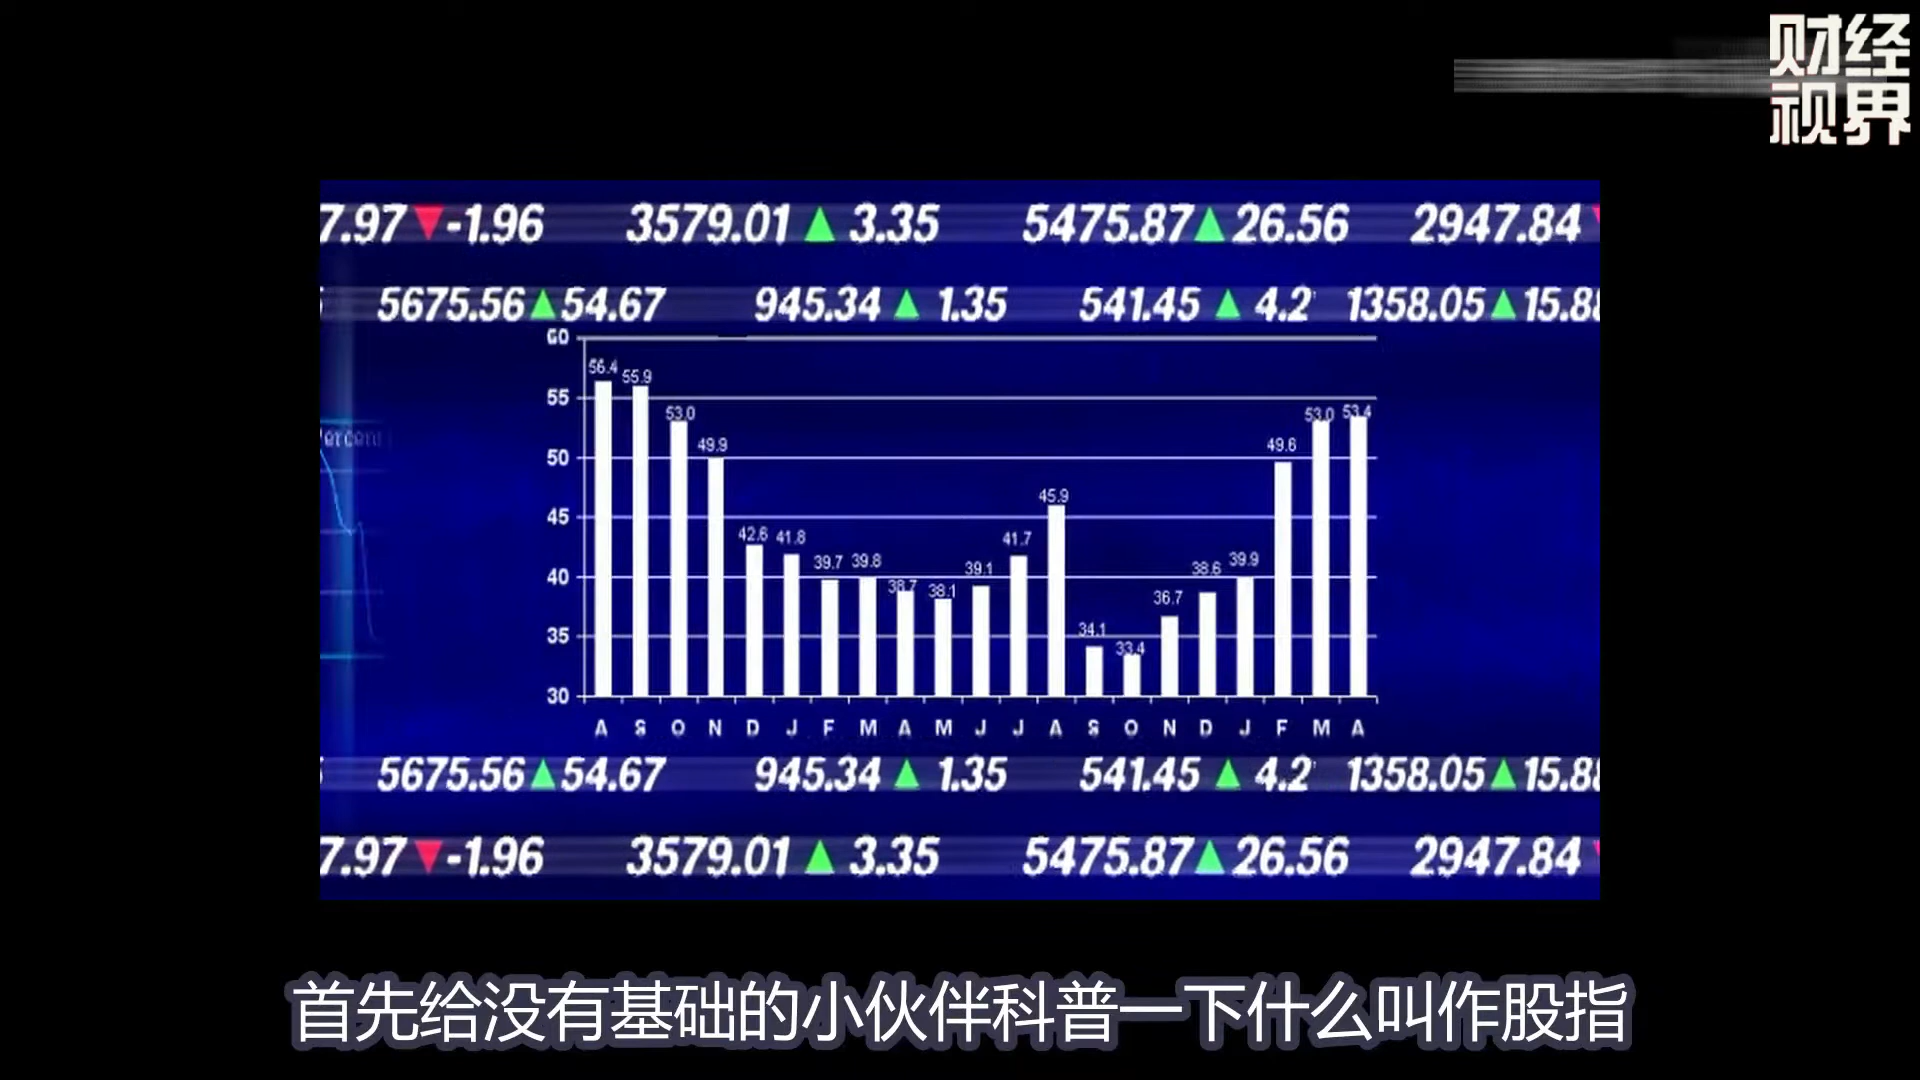 财经
视界
7.97 ▼ -1.96 3579.01 ▲ 3.35 5475.87 ▲ 26.56 2947.84
5675.56 ▲ 54.67 945.34 ▲ 1.35 541.45 ▲ 4.2 1358.05 ▲ 15.88
60
55
50
45
40
35
30
56.4 55.9 53.0 49.9 42.6 41.8 39.7 39.8 38.7 38.1 39.1 41.7 45.9 34.1 33.4 36.7 38.6 39.9 49.6 53.0 53.4
A S O N D J F M A M J J A S O N D J F M A
5675.56 ▲ 54.67 945.34 ▲ 1.35 541.45 ▲ 4.2 1358.05 ▲ 15.88
7.97 ▼ -1.96 3579.01 ▲ 3.35 5475.87 ▲ 26.56 2947.84
首先给没有基础的小伙伴科普一下什么叫作股指